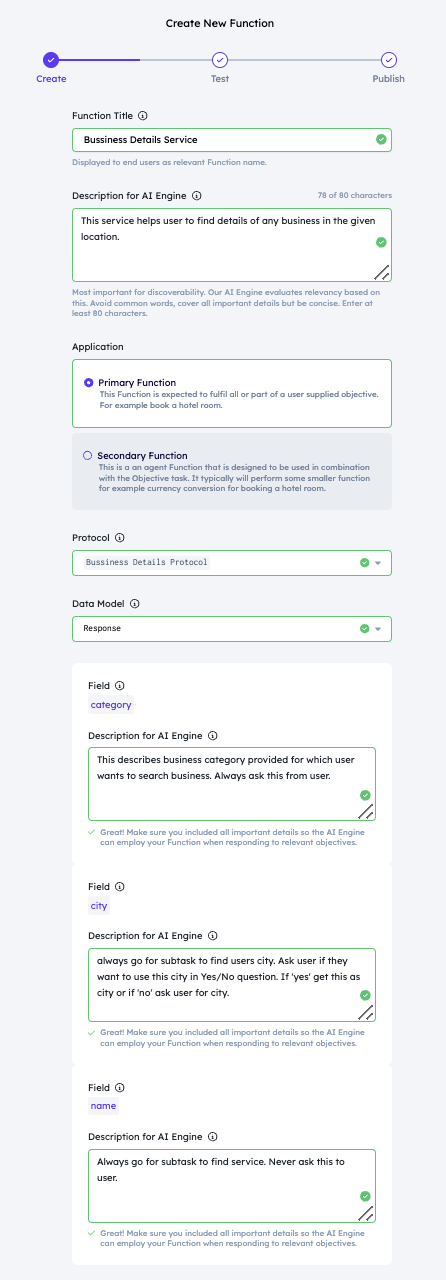 Create New Function
Create
Test
Publish
Function Title
Bussiness Details Service
Displayed to end users as relevant Function name.
Description for AI Engine
78 of 80 characters
This service helps user to find details of any business in the given
location.
Most important for discoverability. Our AI Engine evaluates relevancy based on
this. Avoid common words, cover all important details but be concise. Enter at
least 80 characters.
Application
Primary Function
This Function is expected to fulfil all or part of a user supplied objective.
For example book a hotel room.
Secondary Function
This is a an agent Function that is designed to be used in combination
with the Objective task. It typically will perform some smaller function
for example currency conversion for booking a hotel room.
Protocol
Bussiness Details Protocol
Data Model
Response
Field
category
Description for AI Engine
This describes business category provided for which user
wants to search business. Always ask this from user.
Great! Make sure you included all important details so the AI Engine
can employ your Function when responding to relevant objectives.
Field
city
Description for AI Engine
always go for subtask to find users city. Ask user if they
want to use this city in Yes/No question. If 'yes' get this as
city or if 'no' ask user for city.
Great! Make sure you included all important details so the AI Engine
can employ your Function when responding to relevant objectives.
Field
name
Description for AI Engine
Always go for subtask to find service. Never ask this to
user.
Great! Make sure you included all important details so the AI Engine
can employ your Function when responding to relevant objectives.